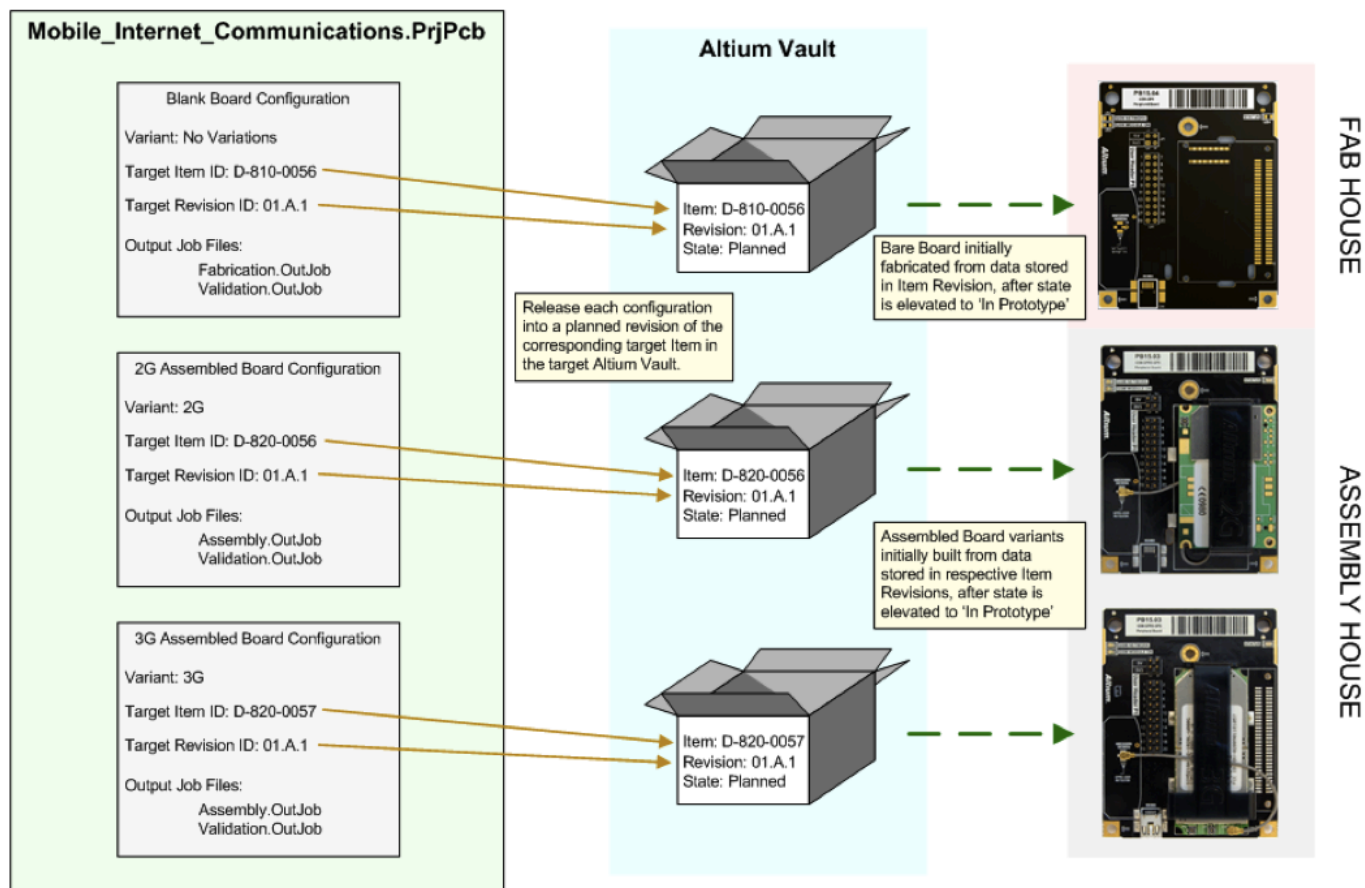 Mobile_Internet_Communications.PrjPcb
Blank Board Configuration
Variant: No Variations
Target Item ID: D-810-0056
Target Revision ID: 01.A.1
Output Job Files:
Fabrication.OutJob
Validation.OutJob
2G Assembled Board Configuration
Variant: 2G
Target Item ID: D-820-0056
Target Revision ID: 01.A.1
Output Job Files:
Assembly.OutJob
Validation.OutJob
3G Assembled Board Configuration
Variant: 3G
Target Item ID: D-820-0057
Target Revision ID: 01.A.1
Output Job Files:
Assembly.OutJob
Validation.OutJob
Altium Vault
Item: D-810-0056
Revision: 01.A.1
State: Planned
Release each configuration
into a planned revision of the
corresponding target Item in
the target Altium Vault.
Item: D-820-0056
Revision: 01.A.1
State: Planned
Item: D-820-0057
Revision: 01.A.1
State: Planned
Bare Board initially
fabricated from data stored
in Item Revision, after state
is elevated to ‘In Prototype’
Assembled Board variants
initially built from data
stored in respective Item
Revisions, after state is
elevated to ‘In Prototype’
Altium
Altium
Altium
FAB HOUSE
ASSEMBLY HOUSE